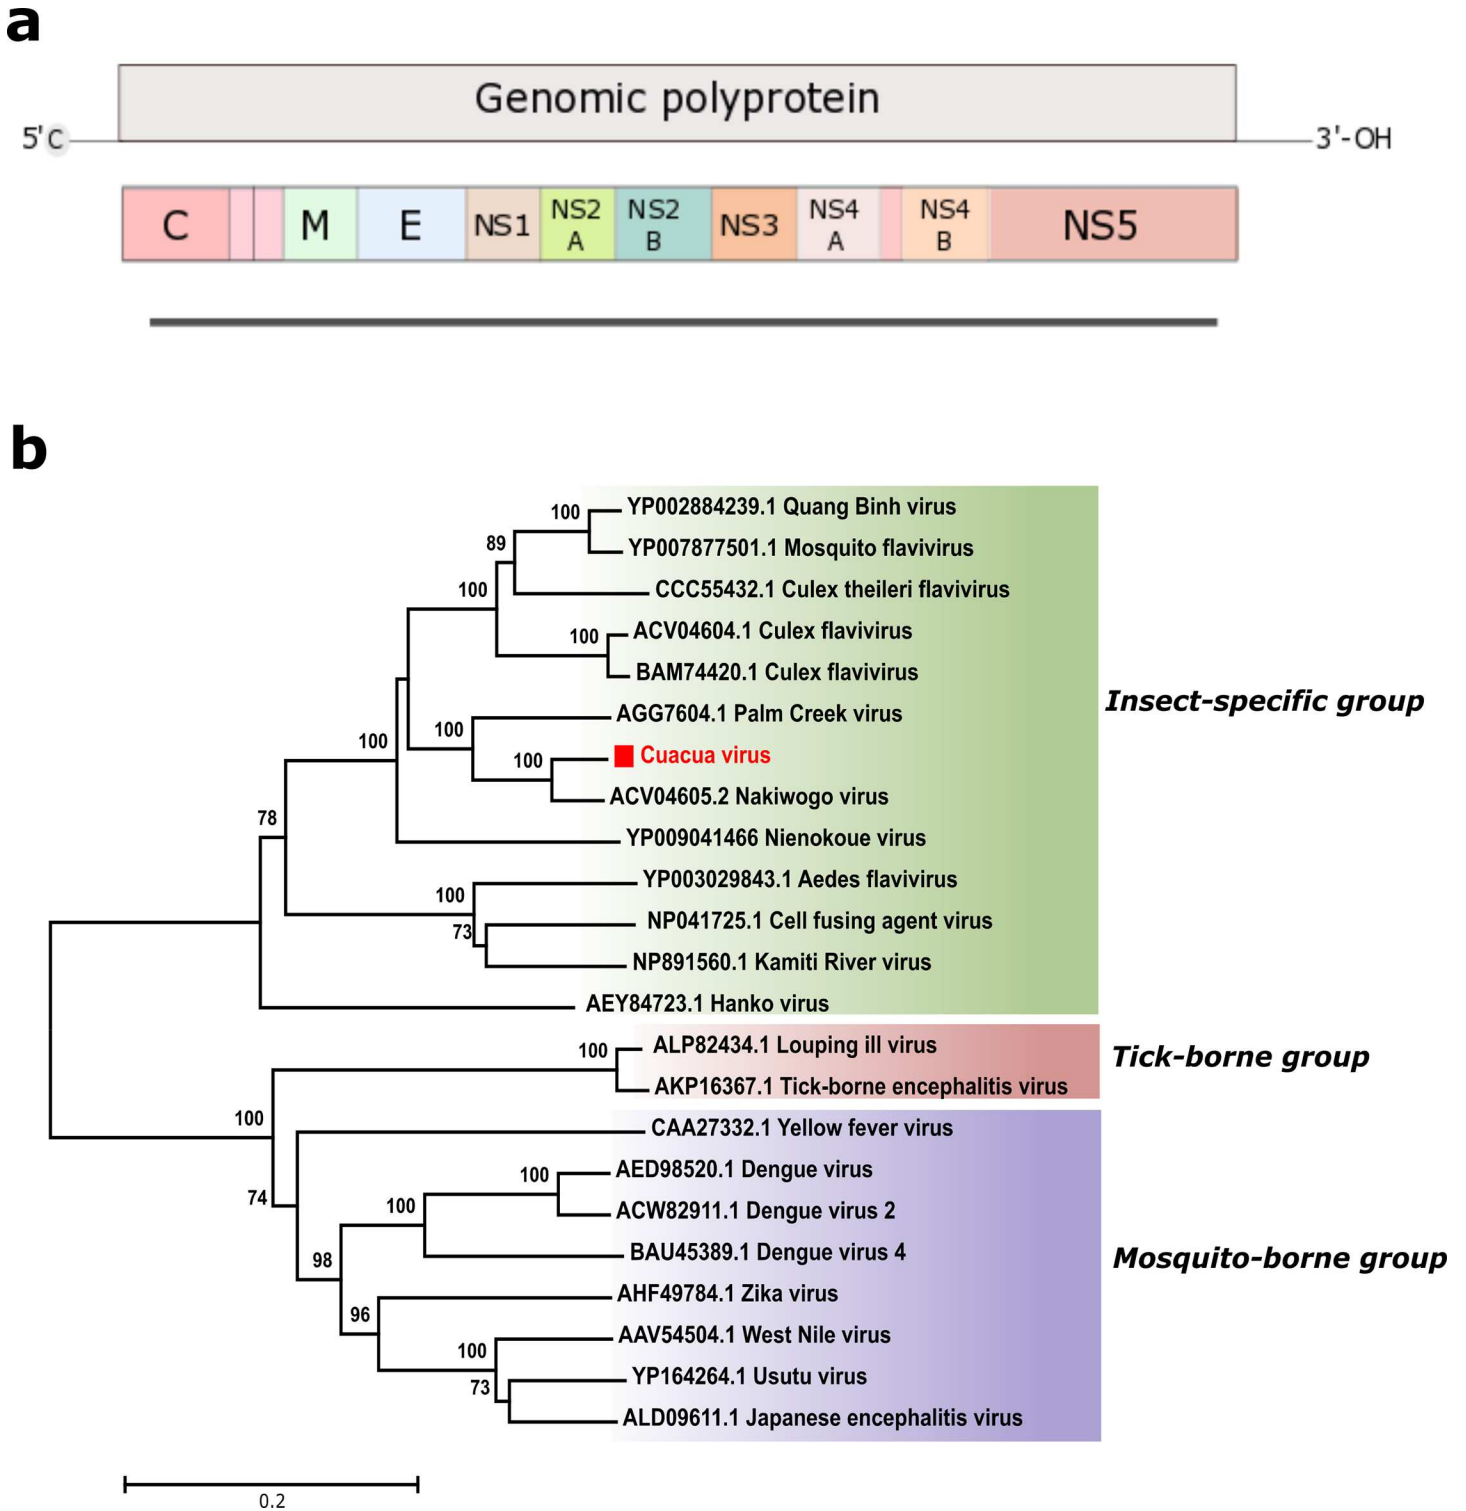 a
Genomic polyprotein
5'C
3'-OH
C M E NS1 NS2 A NS2 B NS3 NS4 A NS4 B NS5
b
100
YP002884239.1 Quang Binh virus
89
YP007877501.1 Mosquito flavivirus
100
CCC55432.1 Culex theileri flavivirus
100
ACV04604.1 Culex flavivirus
BAM74420.1 Culex flavivirus
Insect-specific group
100
AGG7604.1 Palm Creek virus
100
100
Cuacua virus
ACV04605.2 Nakiwogo virus
78
YP009041466 Nienokoue virus
100
YP003029843.1 Aedes flavivirus
73
NP041725.1 Cell fusing agent virus
NP891560.1 Kamiti River virus
AEY84723.1 Hanko virus
100
ALP82434.1 Louping ill virus
Tick-borne group
AKP16367.1 Tick-borne encephalitis virus
100
CAA27332.1 Yellow fever virus
100
AED98520.1 Dengue virus
74
100
ACW82911.1 Dengue virus 2
98
BAU45389.1 Dengue virus 4
Mosquito-borne group
AHF49784.1 Zika virus
96
AAV54504.1 West Nile virus
100
YP164264.1 Usutu virus
73
ALD09611.1 Japanese encephalitis virus
0.2